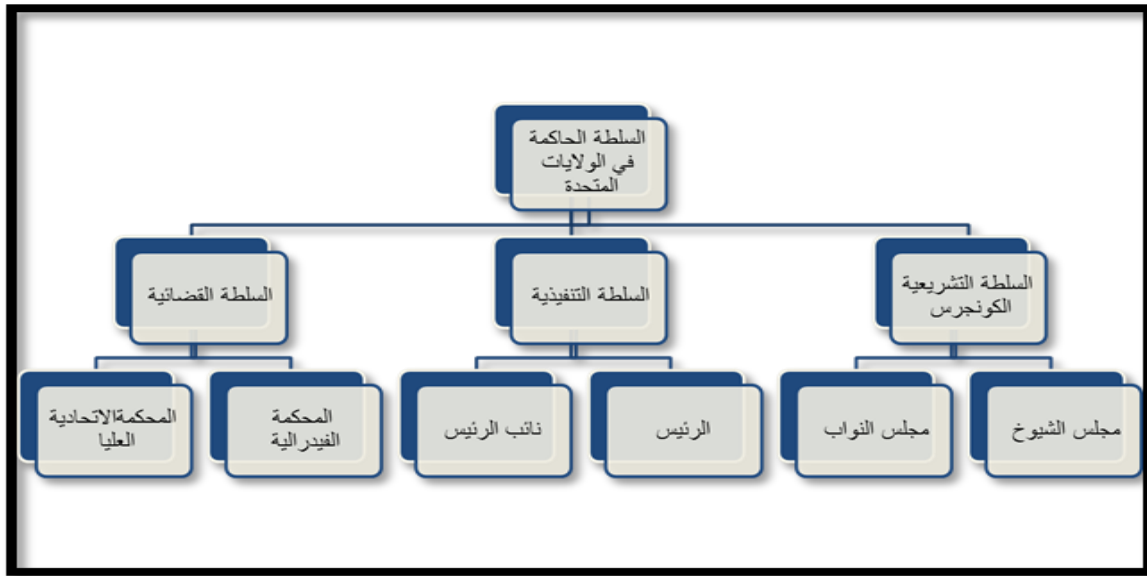 السلطة الحاكمة
في الولايات
المتحدة
السلطة التشريعية
الكونجرس
السلطة التنفيذية
السلطة القضائية
مجلس الشيوخ
مجلس النواب
الرئيس
نائب الرئيس
المحكمة
الفيدرالية
المحكمةالاتحادية
العليا